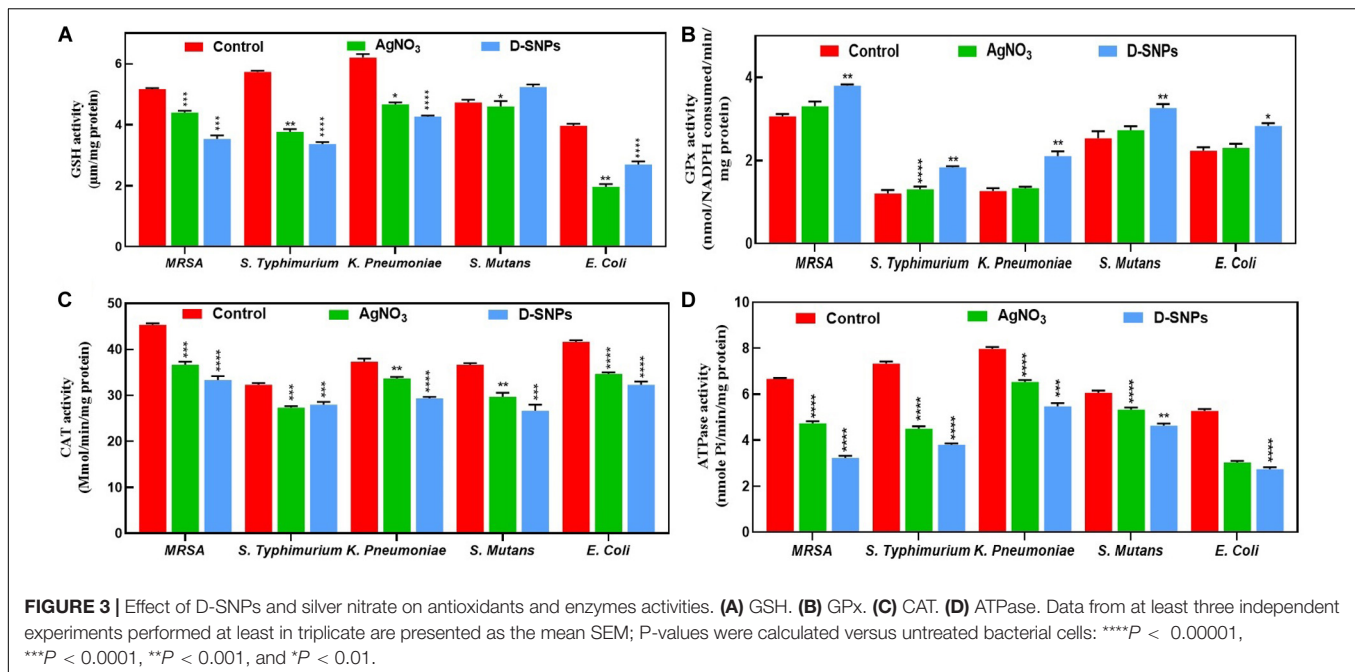 A
Control
AgNO₃
D-SNPs
GSH activity
(µm/mg protein)
6
4
2
0
***
***
**
****
*
****
*
**
****
MRSA
S. Typhimurium
K. Pneumoniae
S. Mutans
E. Coli
B
Control
AgNO₃
D-SNPs
GPx activity
(nmol/NADPH consumed/min/
mg protein)
4
2
0
**
****
**
**
**
*
MRSA
S. Typhimurium
K. Pneumoniae
S. Mutans
E. Coli
C
Control
AgNO₃
D-SNPs
CAT activity
(Mmol/min/mg protein)
50
40
30
20
10
0
***
****
***
***
**
****
**
***
****
****
MRSA
S. Typhimurium
K. Pneumoniae
S. Mutans
E. Coli
D
Control
AgNO₃
D-SNPs
ATPase activity
(nmole Pi/min/mg protein)
10
8
6
4
2
0
****
****
****
****
****
***
****
**
****
MRSA
S. Typhimurium
K. Pneumoniae
S. Mutans
E. Coli
FIGURE 3 | Effect of D-SNPs and silver nitrate on antioxidants and enzymes activities. (A) GSH. (B) GPx. (C) CAT. (D) ATPase. Data from at least three independent
experiments performed at least in triplicate are presented as the mean SEM; P-values were calculated versus untreated bacterial cells: ****P < 0.00001,
***P < 0.0001, **P < 0.001, and *P < 0.01.